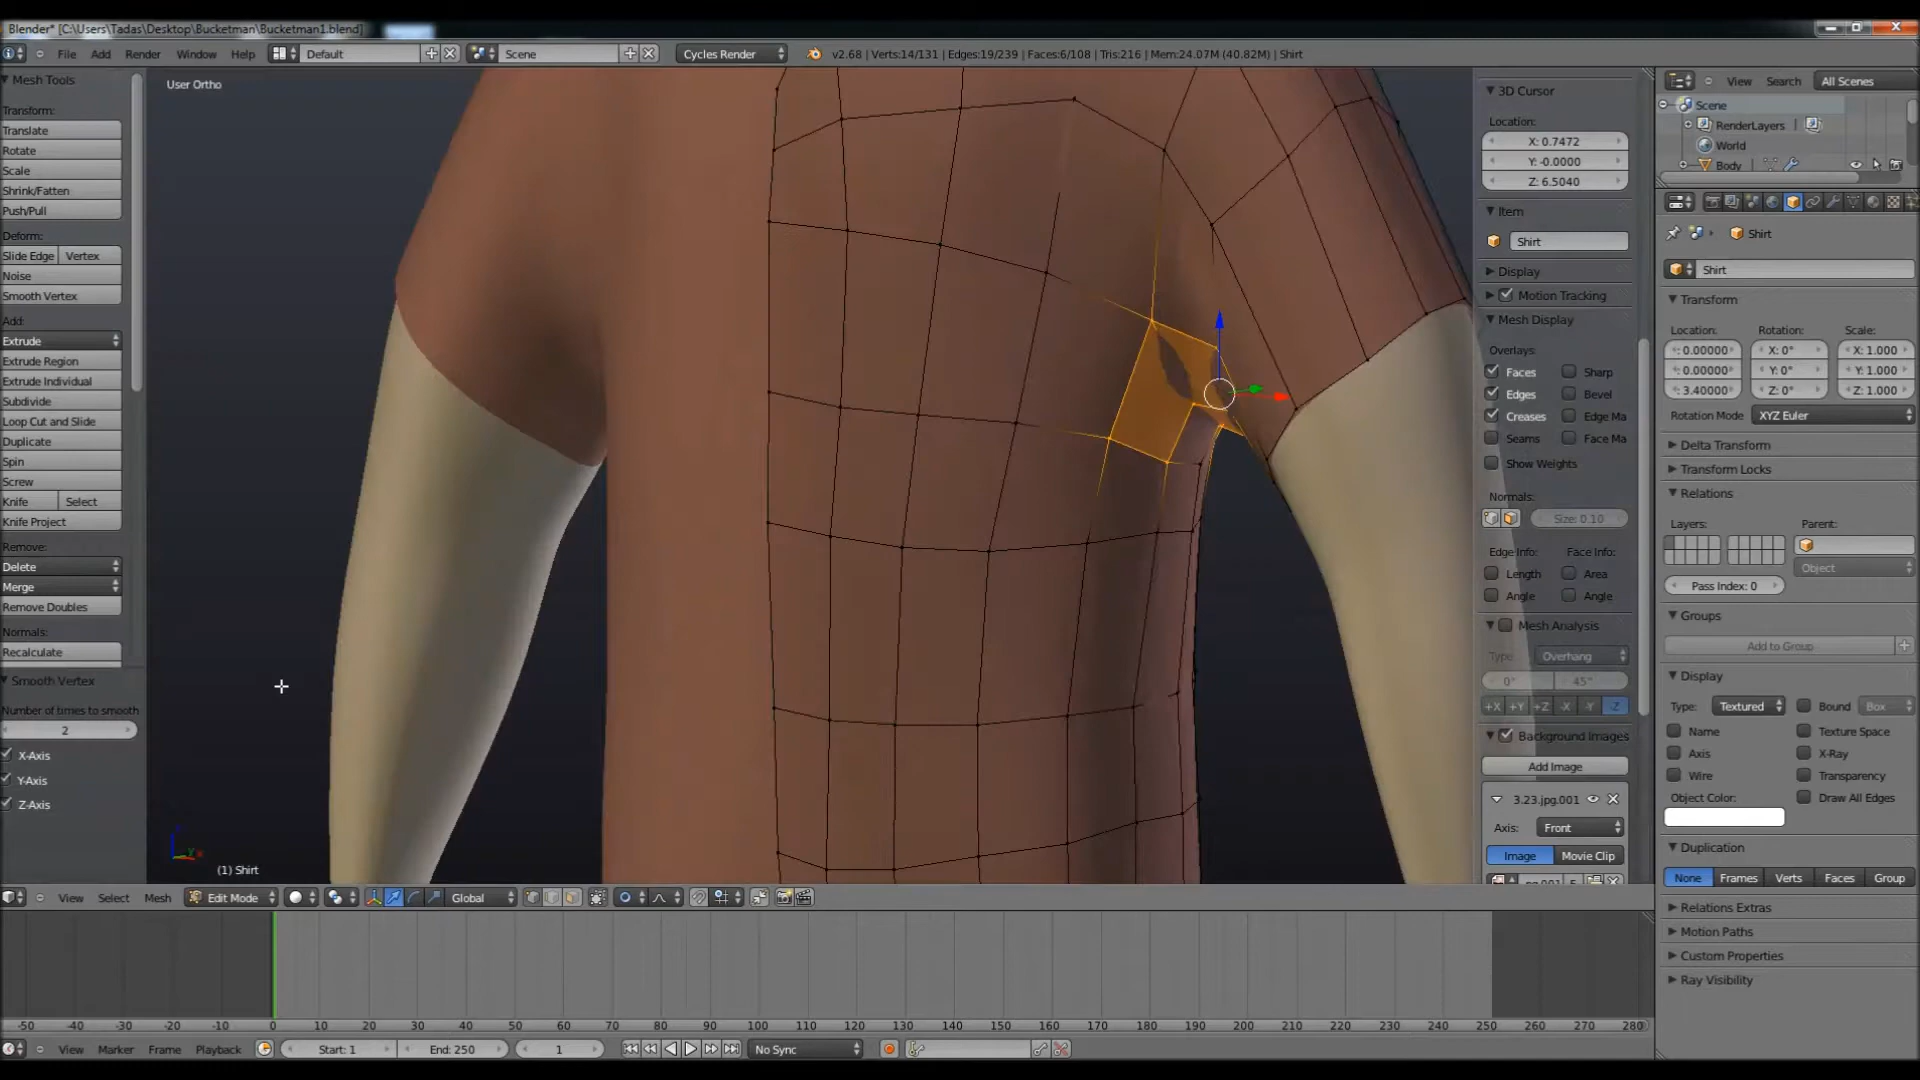 Blender* [C:\Users\Tadas\Desktop\Bucketman\Bucketman1.blend]
File Add Render Window Help Default Scene Cycles Render v2.68 | Verts:14/131 | Edges:19/239 | Faces:6/108 | Tris:216 | Mem:24.07M (40.82M) | Shirt
Mesh Tools
Transform:
Translate
Rotate
Scale
Shrink/Fatten
Push/Pull
Deform:
Slide Edge Vertex
Noise
Smooth Vertex
Add:
Extrude
Extrude Region
Extrude Individual
Subdivide
Loop Cut and Slide
Duplicate
Spin
Screw
Knife Select
Knife Project
Remove:
Delete
Merge
Remove Doubles
Normals:
Recalculate
Smooth Vertex
Number of times to smooth
2
X-Axis
Y-Axis
Z-Axis
User Ortho
(1) Shirt
3D Cursor
Location:
X: 0.7472
Y: -0.0000
Z: 6.5040
Item
Shirt
Display
Motion Tracking
Mesh Display
Overlays:
Faces Sharp
Edges Bevel
Creases Edge Ma
Seams Face Ma
Show Weights
Normals:
Size: 0.10
Edge Info: Face Info:
Length Area
Angle Angle
Mesh Analysis
Type: Overhang
0° 45°
+X +Y +Z -X -Y -Z
Background Images
Add Image
3.23.jpg.001
Axis: Front
Image Movie Clip
View Search All Scenes
Scene
RenderLayers
World
Body
Shirt
Shirt
Transform
Location: Rotation: Scale:
0.00000 X: 0° X: 1.000
0.00000 Y: 0° Y: 1.000
3.40000 Z: 0° Z: 1.000
Rotation Mode XYZ Euler
Delta Transform
Transform Locks
Relations
Layers: Parent:
Object
Pass Index: 0
Groups
Add to Group
Display
Type: Textured Bound Box
Name Texture Space
Axis X-Ray
Wire Transparency
Object Color: Draw All Edges
Duplication
None Frames Verts Faces Group
Relations Extras
Motion Paths
Custom Properties
Ray Visibility
View Select Mesh Edit Mode Global
-50 -40 -30 -20 -10 0 10 20 30 40 50 60 70 80 90 100 110 120 130 140 150 160 170 180 190 200 210 220 230 240 250 260 270 280
View Marker Frame Playback Start: 1 End: 250 1 No Sync